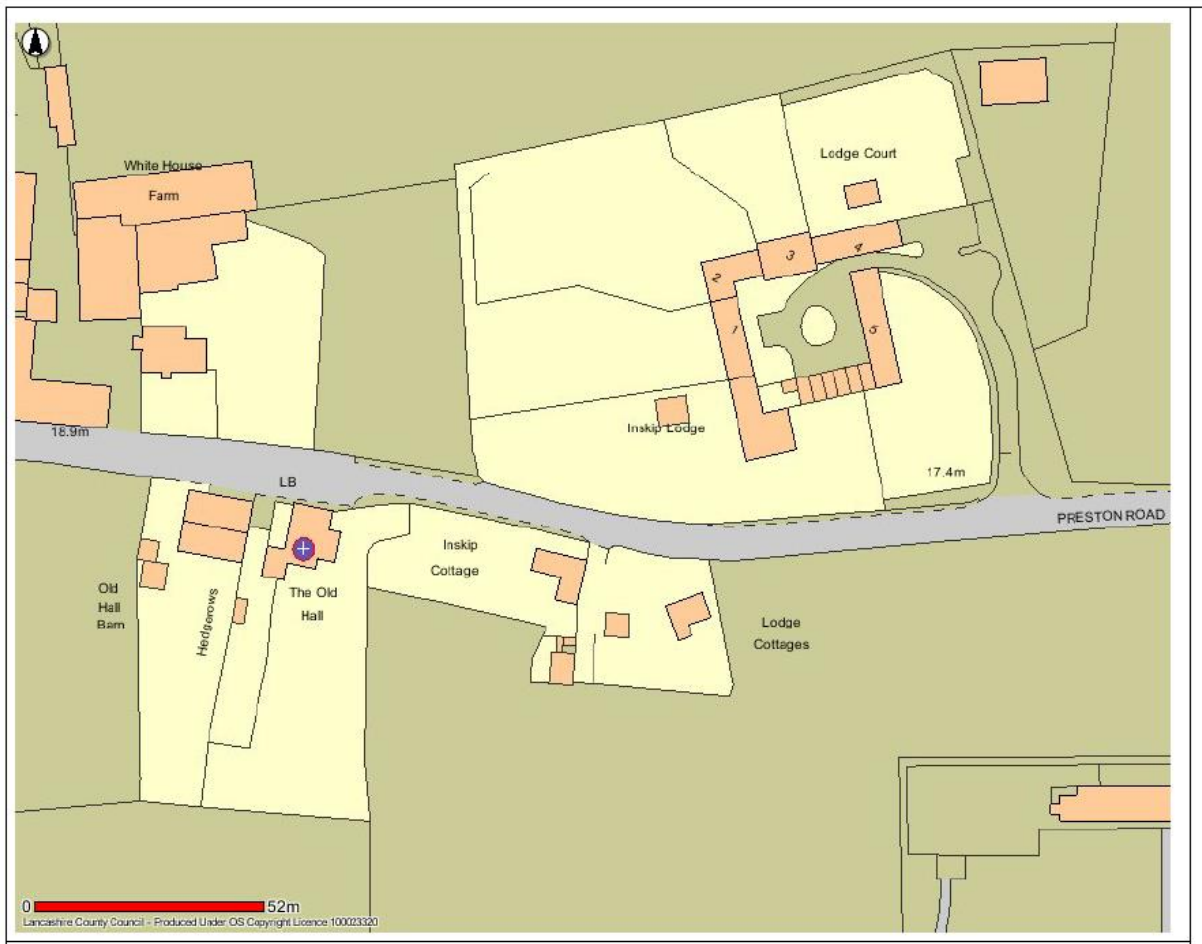 White House
Farm
Lodge Court
2
3
4
1
5
18.9m
Inskip Lodge
17.4m
LB
PRESTON ROAD
Inskip
Cottage
Old
Hall
Barn
Hedgerows
The Old
Hall
Lodge
Cottages
0
52m
Lancashire County Council - Produced Under OS Copyright Licence 100023320